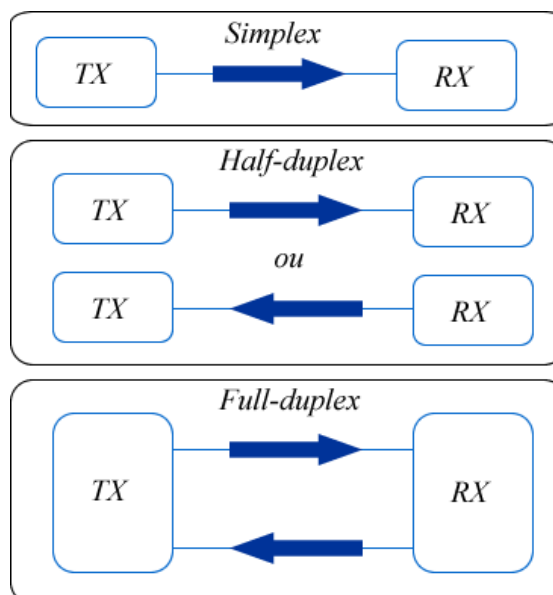 Simplex
TX RX
Half-duplex
TX RX
ou
TX RX
Full-duplex
TX RX